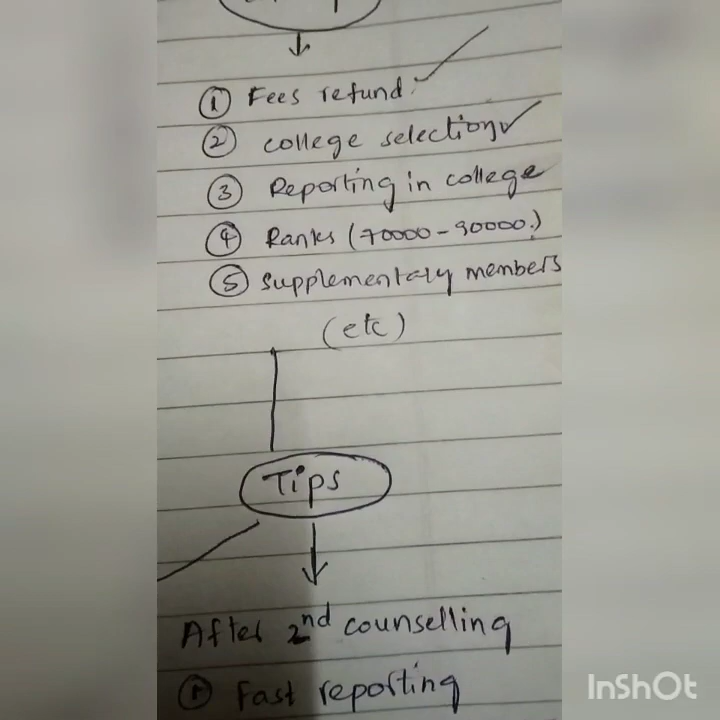 ① Fees refund
② college selection
③ Reporting in college
④ Ranks (70000-90000.)
⑤ supplementary members
(etc)
Tips
After 2nd counselling
① Fast reporting
InShOt